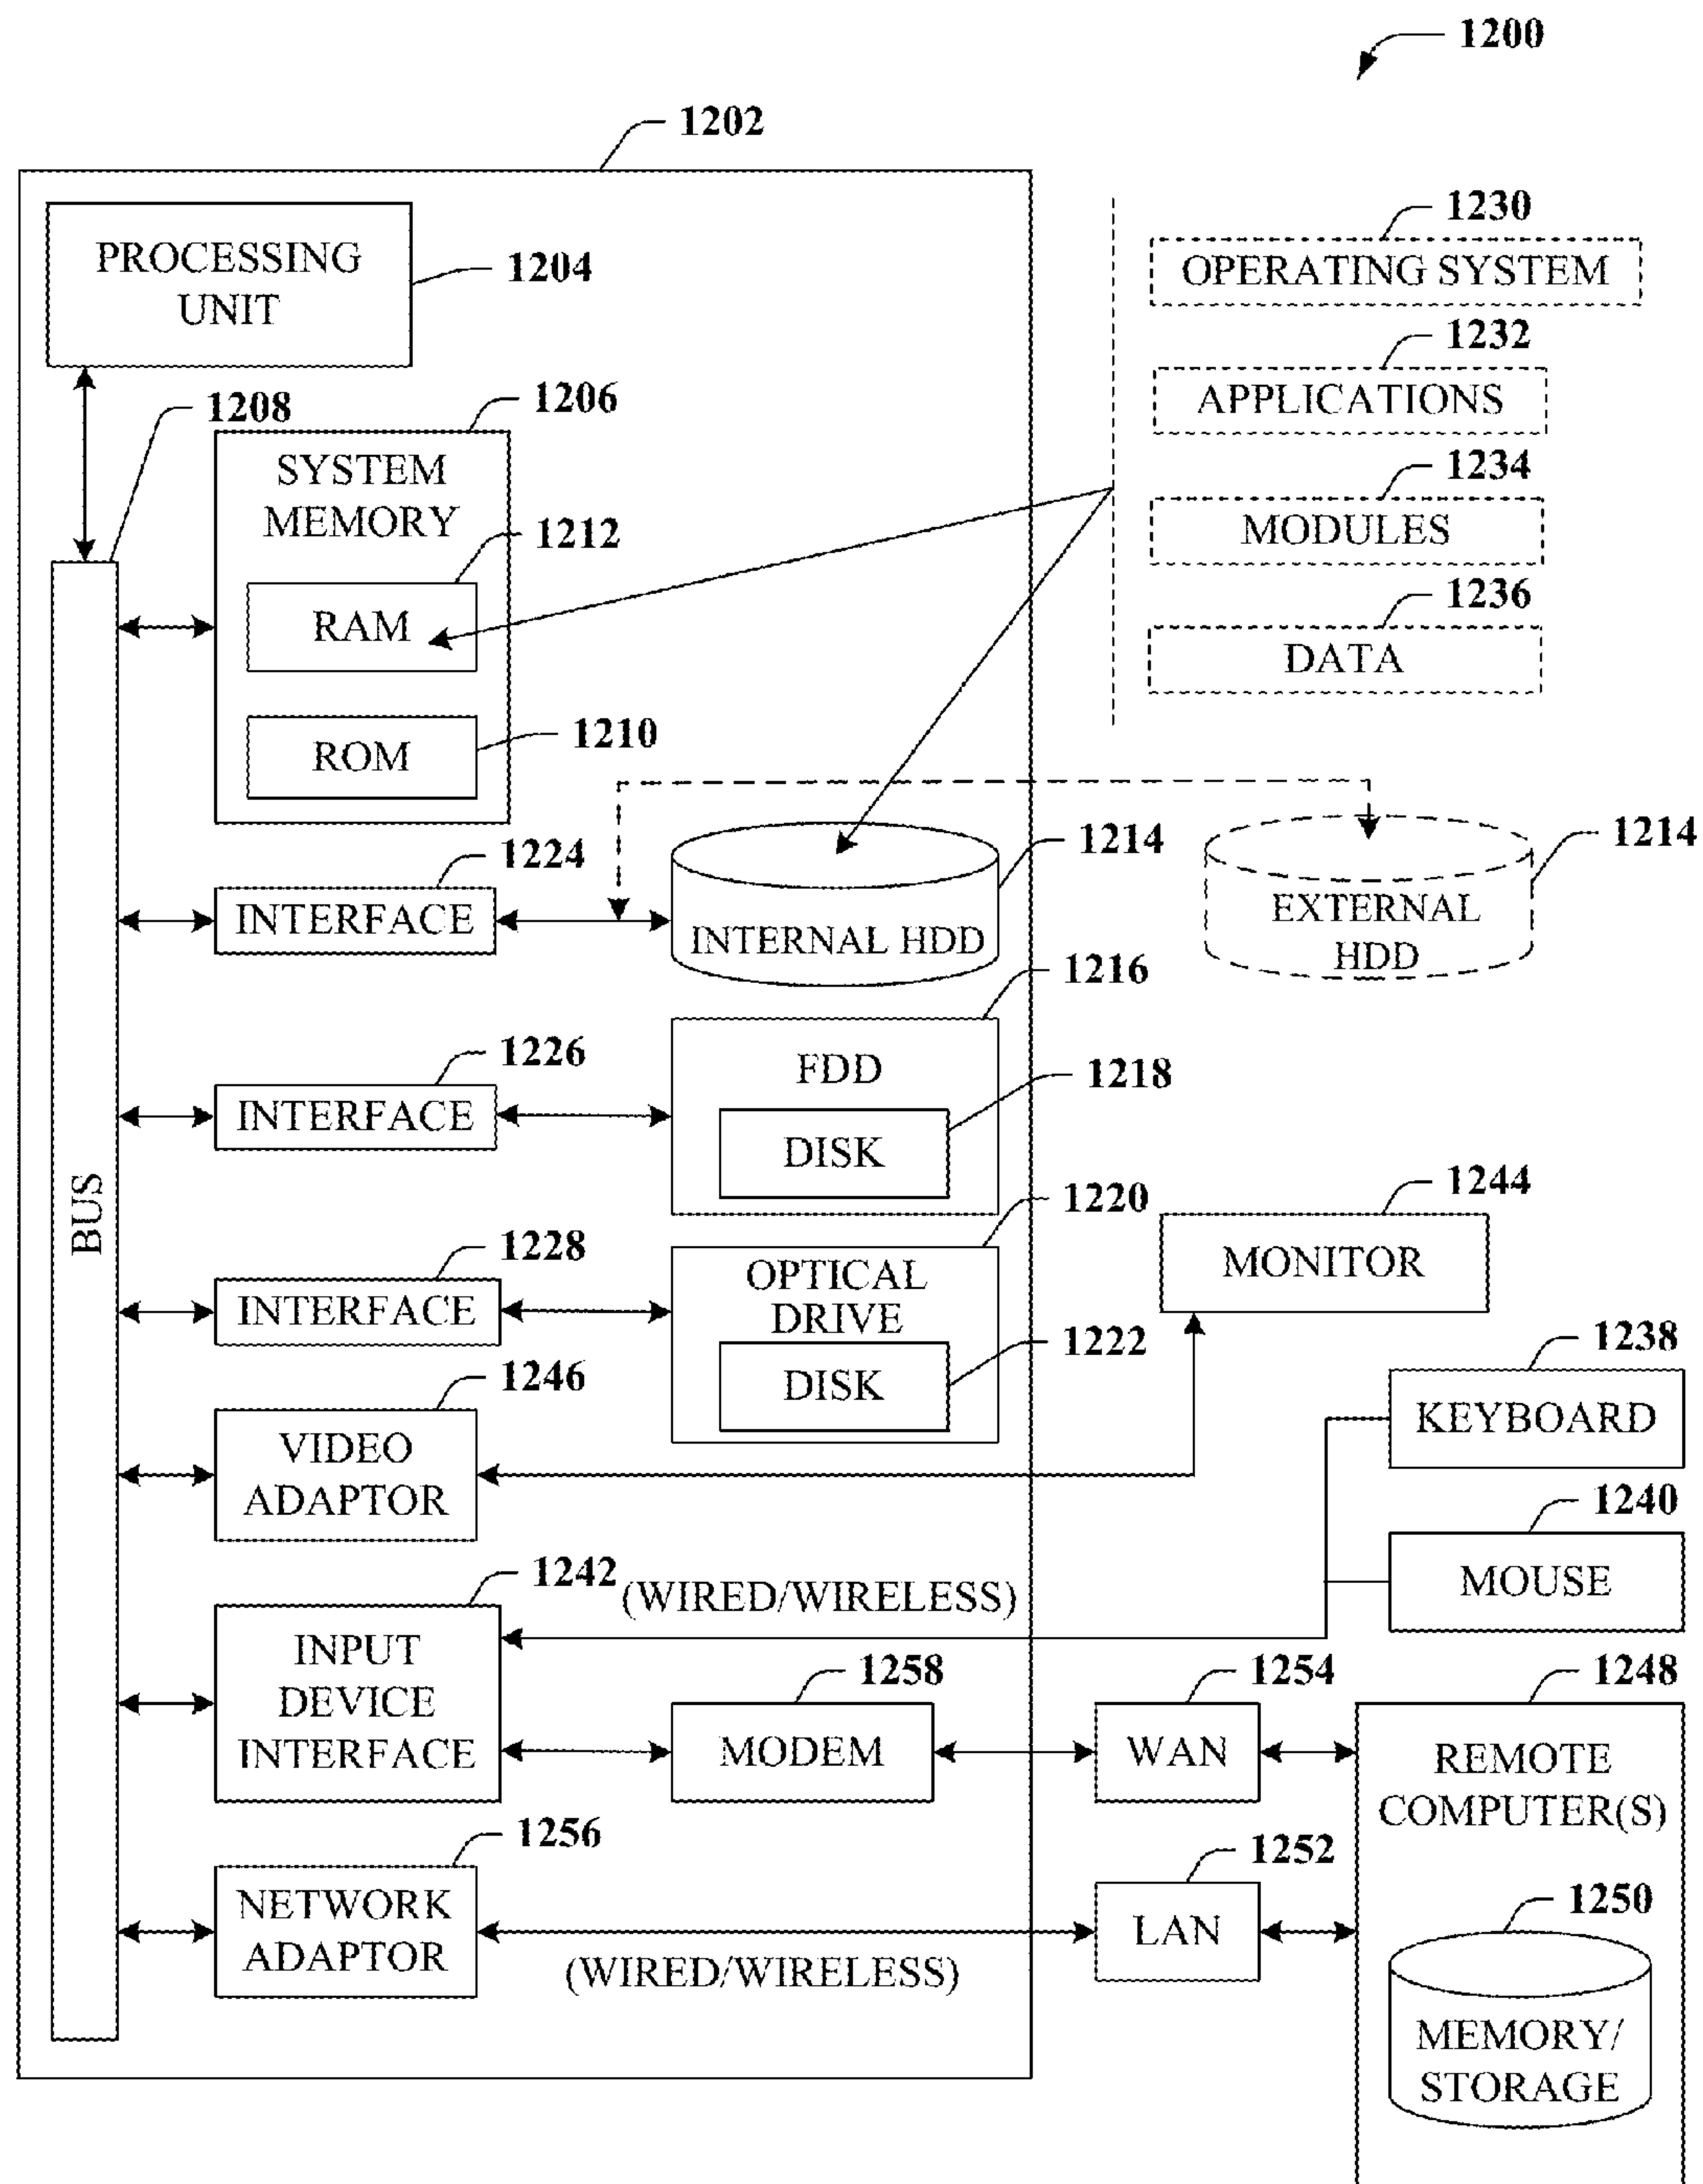 1200
1202
PROCESSING
UNIT
1204
1208
1206
SYSTEM
MEMORY
1212
RAM
ROM
1210
1230
OPERATING SYSTEM
1232
APPLICATIONS
1234
MODULES
1236
DATA
1224
INTERFACE
1214
INTERNAL HDD
1214
EXTERNAL
HDD
1216
1226
INTERFACE
FDD
1218
DISK
BUS
1228
INTERFACE
1220
OPTICAL
DRIVE
1222
DISK
1244
MONITOR
1246
VIDEO
ADAPTOR
1238
KEYBOARD
1240
MOUSE
1242
(WIRED/WIRELESS)
INPUT
DEVICE
INTERFACE
1258
MODEM
1254
WAN
1248
REMOTE
COMPUTER(S)
1256
NETWORK
ADAPTOR
(WIRED/WIRELESS)
1252
LAN
1250
MEMORY/
STORAGE